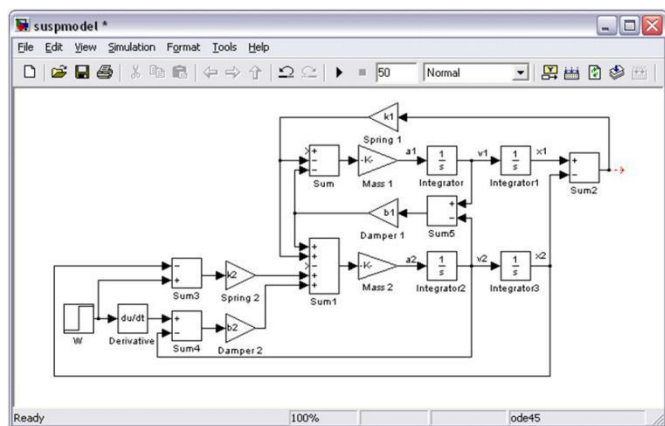 suspmodel *
File Edit View Simulation Format Tools Help
50 Normal
k1
Spring 1
+
-
-
Sum
-K-
Mass 1
a1
1
s
Integrator
v1
1
s
Integrator1
x1
+
-
Sum2
b1
Damper 1
+
-
Sum5
+
+
-
+
+
Sum1
-K-
Mass 2
a2
1
s
Integrator2
v2
1
s
Integrator3
x2
-
+
Sum3
k2
Spring 2
W
du/dt
Derivative
+
-
Sum4
b2
Damper 2
Ready 100% ode45